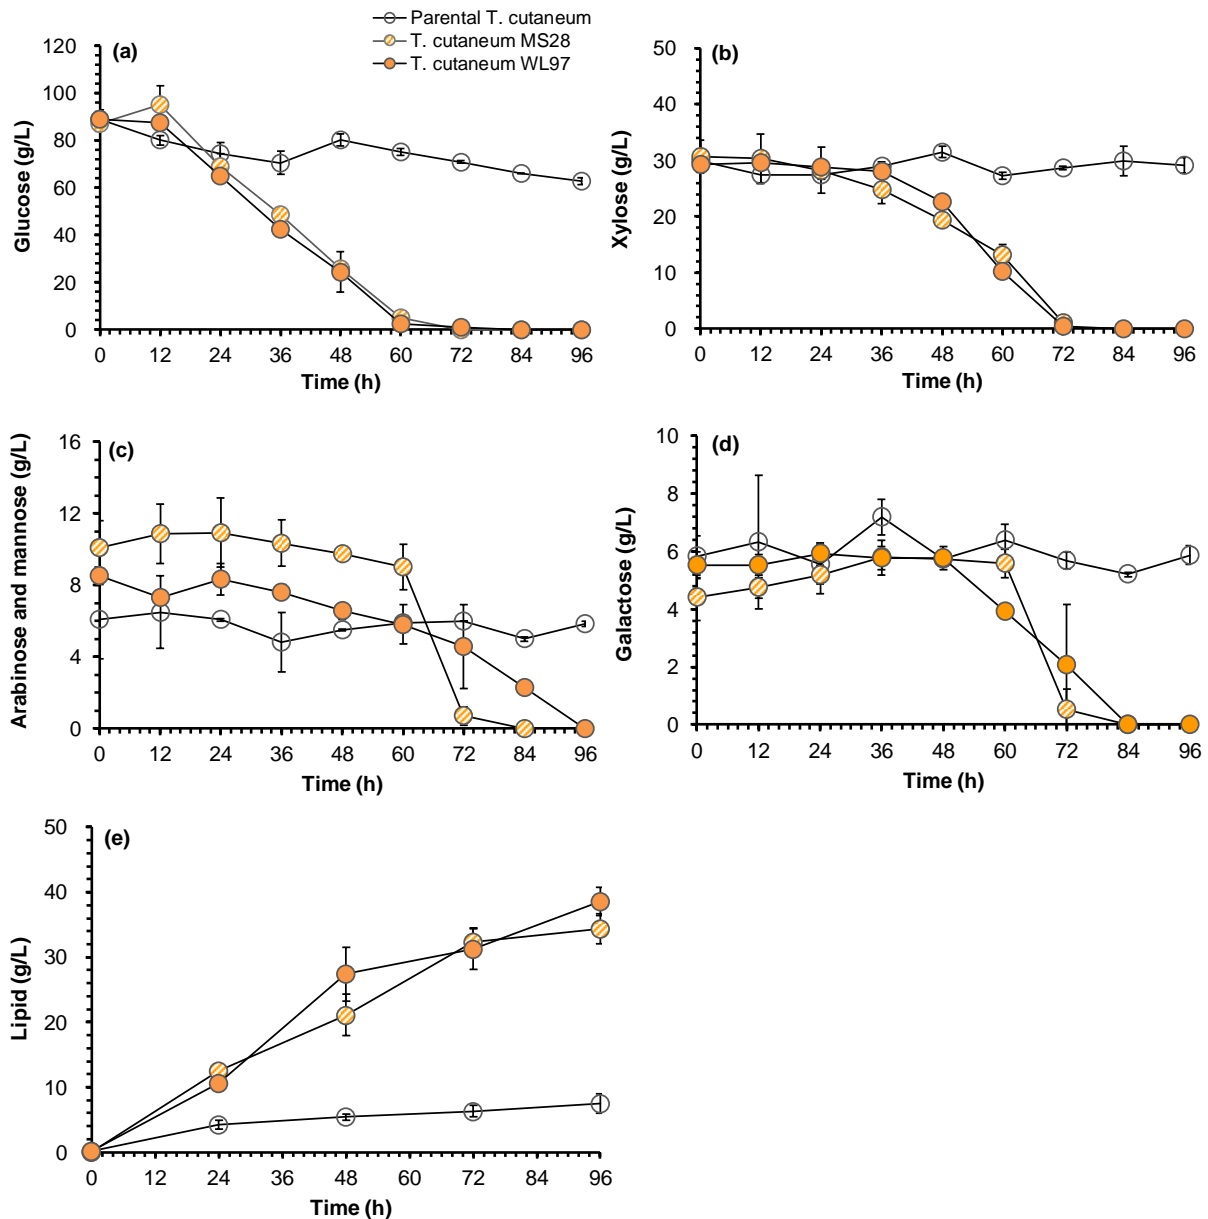 Parental T. cutaneum
T. cutaneum MS28
T. cutaneum WL97
(a)
Glucose (g/L)
120
100
80
60
40
20
0
0 12 24 36 48 60 72 84 96
Time (h)
(b)
Xylose (g/L)
50
40
30
20
10
0
0 12 24 36 48 60 72 84 96
Time (h)
(c)
Arabinose and mannose (g/L)
16
12
8
4
0
0 12 24 36 48 60 72 84 96
Time (h)
(d)
Galactose (g/L)
10
8
6
4
2
0
0 12 24 36 48 60 72 84 96
Time (h)
(e)
Lipid (g/L)
50
40
30
20
10
0
0 12 24 36 48 60 72 84 96
Time (h)